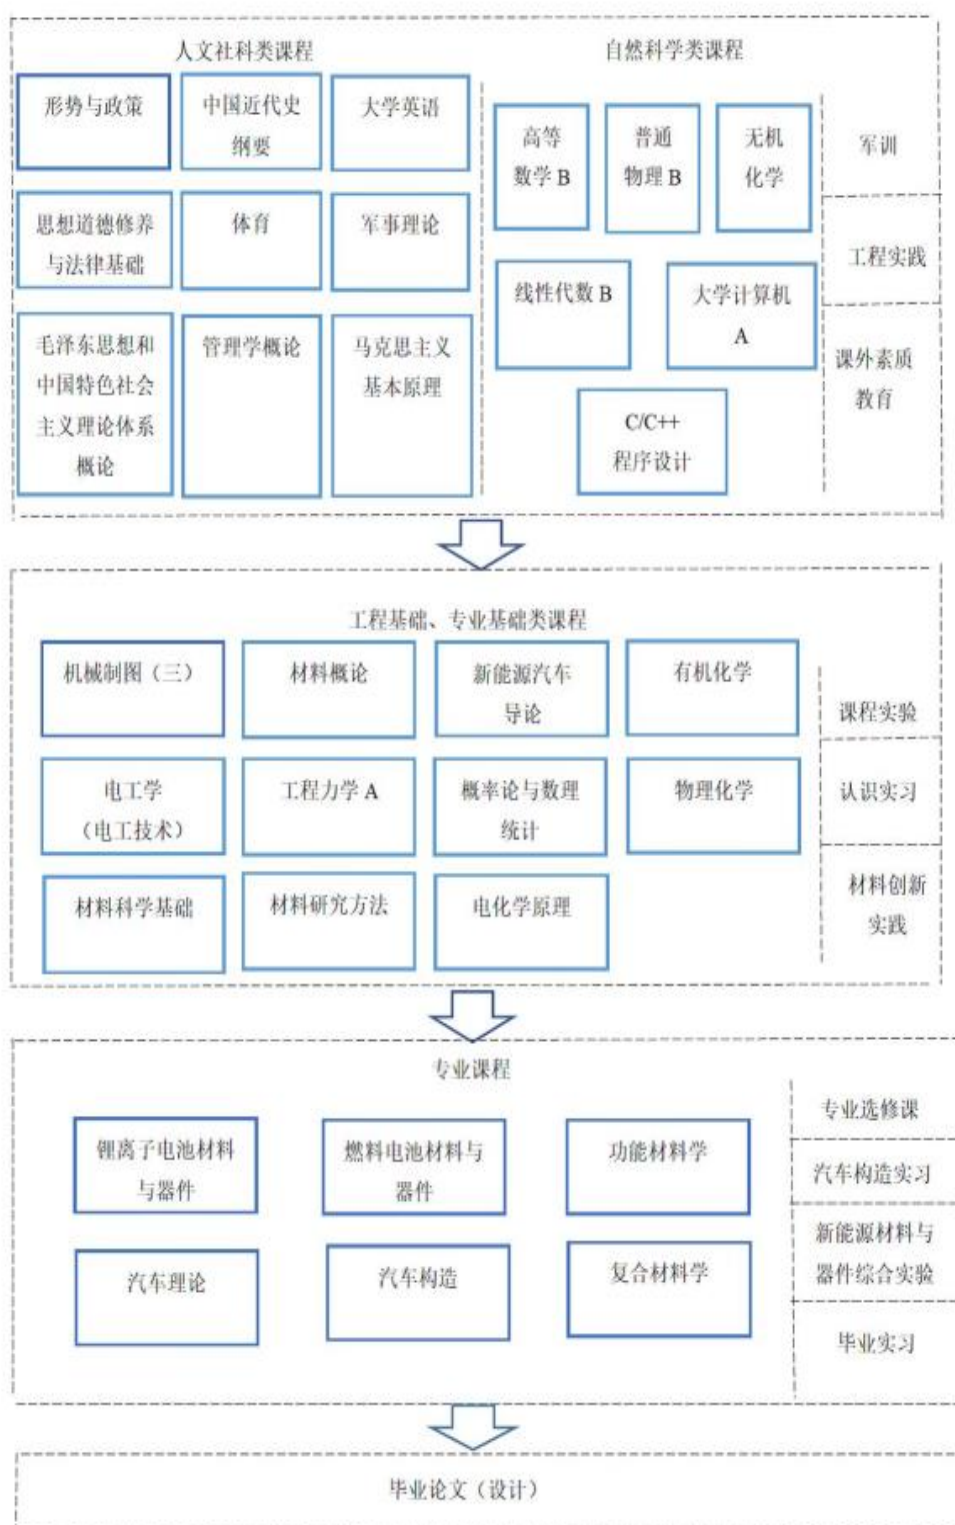 人文社科类课程
自然科学类课程
形势与政策
中国近代史
纲要
大学英语
思想道德修养
与法律基础
体育
军事理论
毛泽东思想和
中国特色社会
主义理论体系
概论
管理学概论
马克思主义
基本原理
高等
数学 B
普通
物理 B
无机
化学
线性代数 B
大学计算机
A
C/C++
程序设计
军训
工程实践
课外素质
教育
工程基础、专业基础类课程
机械制图（三）
材料概论
新能源汽车
导论
有机化学
电工学
（电工技术）
工程力学 A
概率论与数理
统计
物理化学
材料科学基础
材料研究方法
电化学原理
课程实验
认识实习
材料创新
实践
专业课程
锂离子电池材料
与器件
燃料电池材料与
器件
功能材料学
汽车理论
汽车构造
复合材料学
专业选修课
汽车构造实习
新能源材料与
器件综合实验
毕业实习
毕业论文（设计）